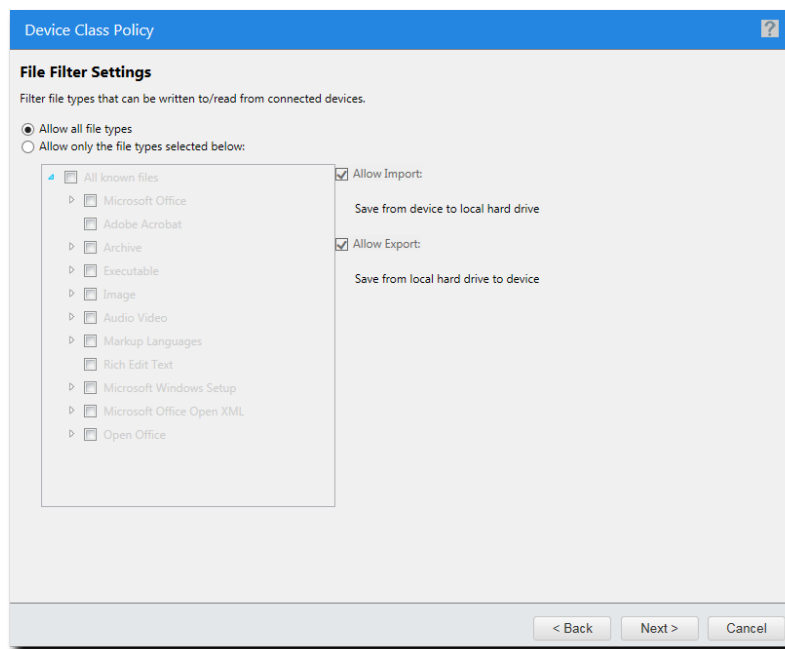 Device Class Policy
?
File Filter Settings
Filter file types that can be written to/read from connected devices.
Allow all file types
Allow only the file types selected below:
All known files
Microsoft Office
Adobe Acrobat
Archive
Executable
Image
Audio Video
Markup Languages
Rich Edit Text
Microsoft Windows Setup
Microsoft Office Open XML
Open Office
Allow Import:
Save from device to local hard drive
Allow Export:
Save from local hard drive to device
< Back
Next >
Cancel